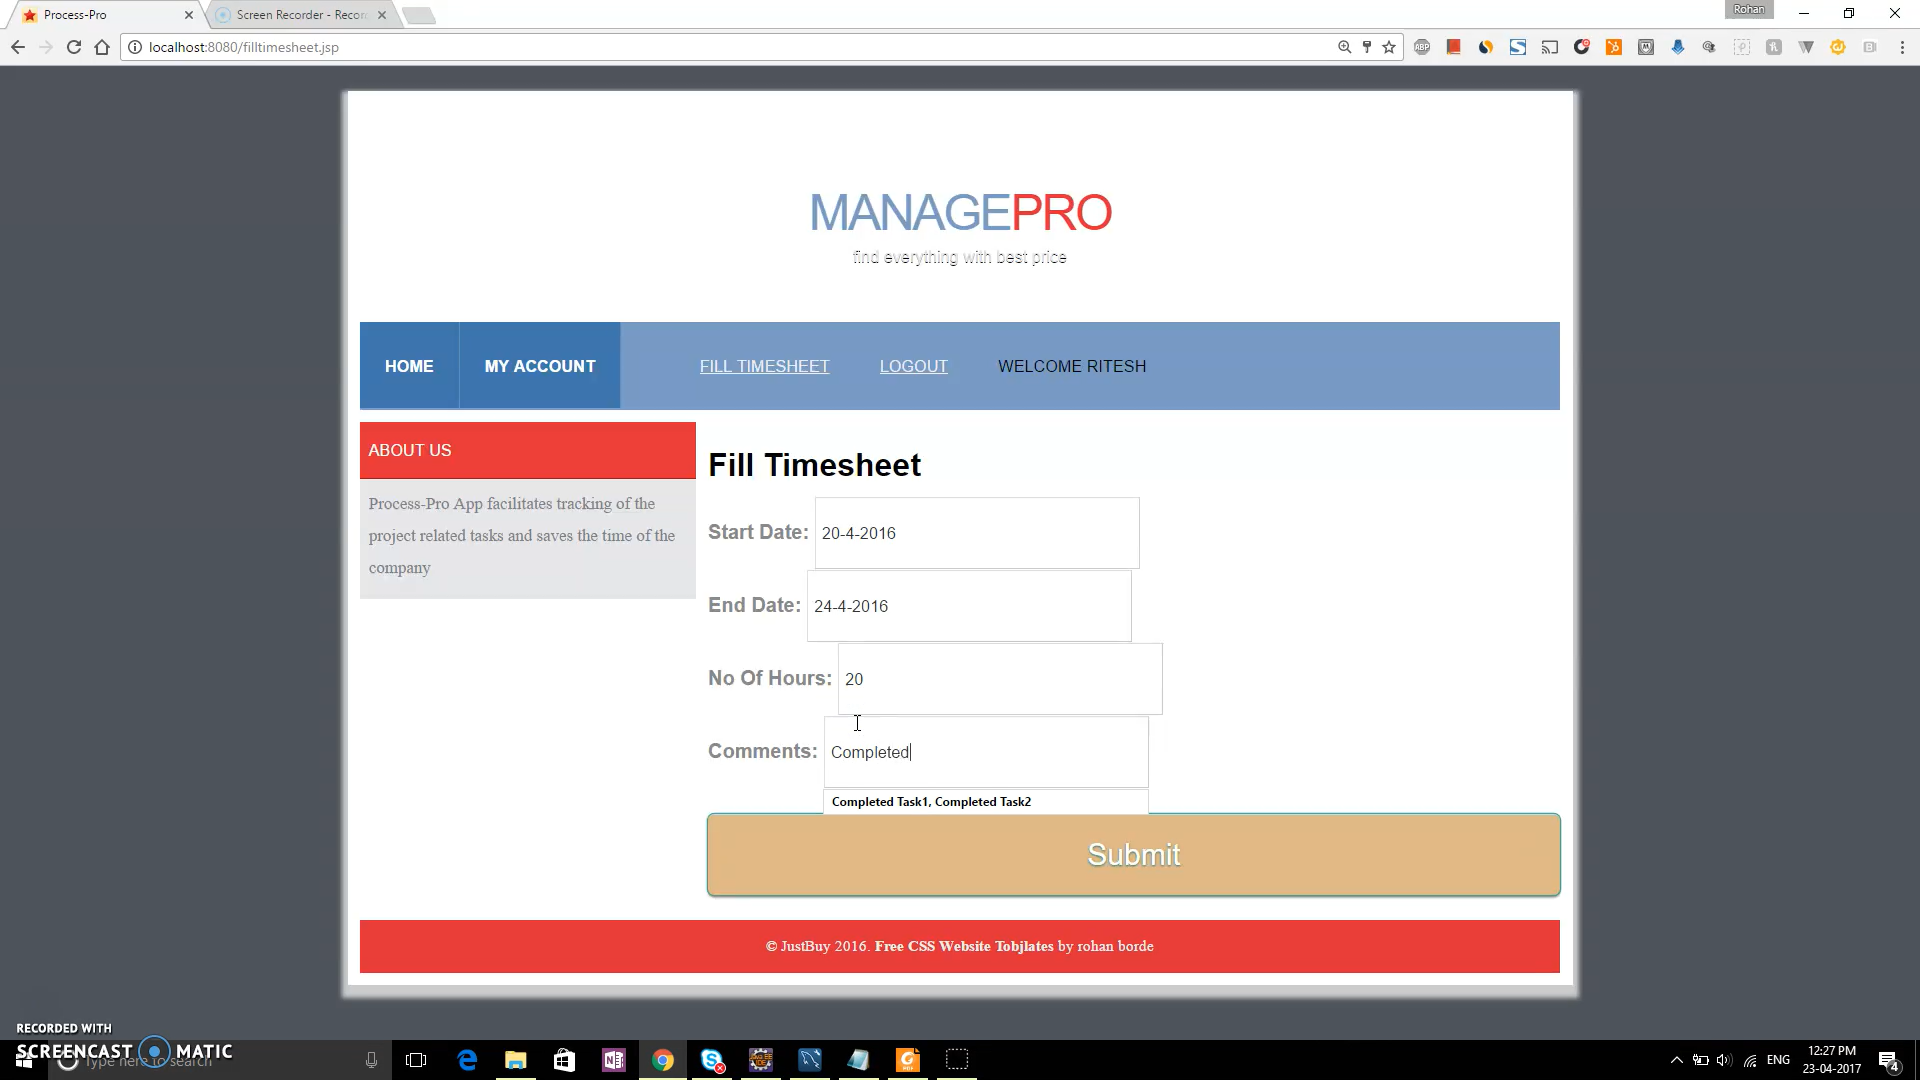 Process-Pro
Screen Recorder - Recor
Rohan
localhost:8080/filltimesheet.jsp
ABP
MANAGEPRO
find everything with best price
HOME
MY ACCOUNT
FILL TIMESHEET
LOGOUT
WELCOME RITESH
ABOUT US
Process-Pro App facilitates tracking of the
project related tasks and saves the time of the
company
Fill Timesheet
Start Date: 20-4-2016
End Date: 24-4-2016
No Of Hours: 20
Comments: Completed
Completed Task1, Completed Task2
Submit
© JustBuy 2016. Free CSS Website Tobjlates by rohan borde
RECORDED WITH
SCREENCAST MATIC
Type here to search
ENG
12:27 PM
23-04-2017
4